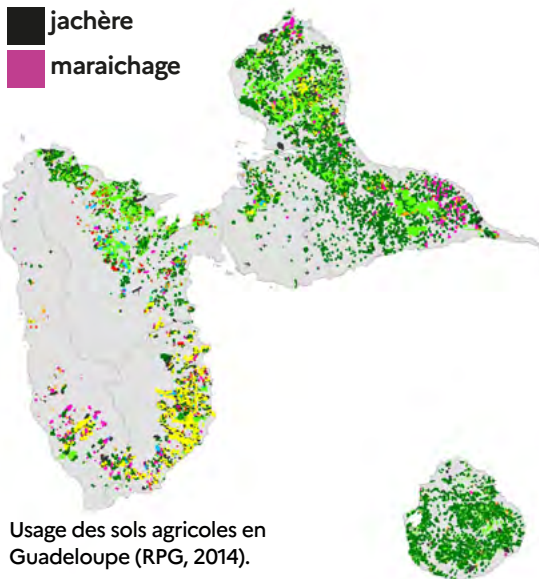 jachère
maraichage
Usage des sols agricoles en
Guadeloupe (RPG, 2014).